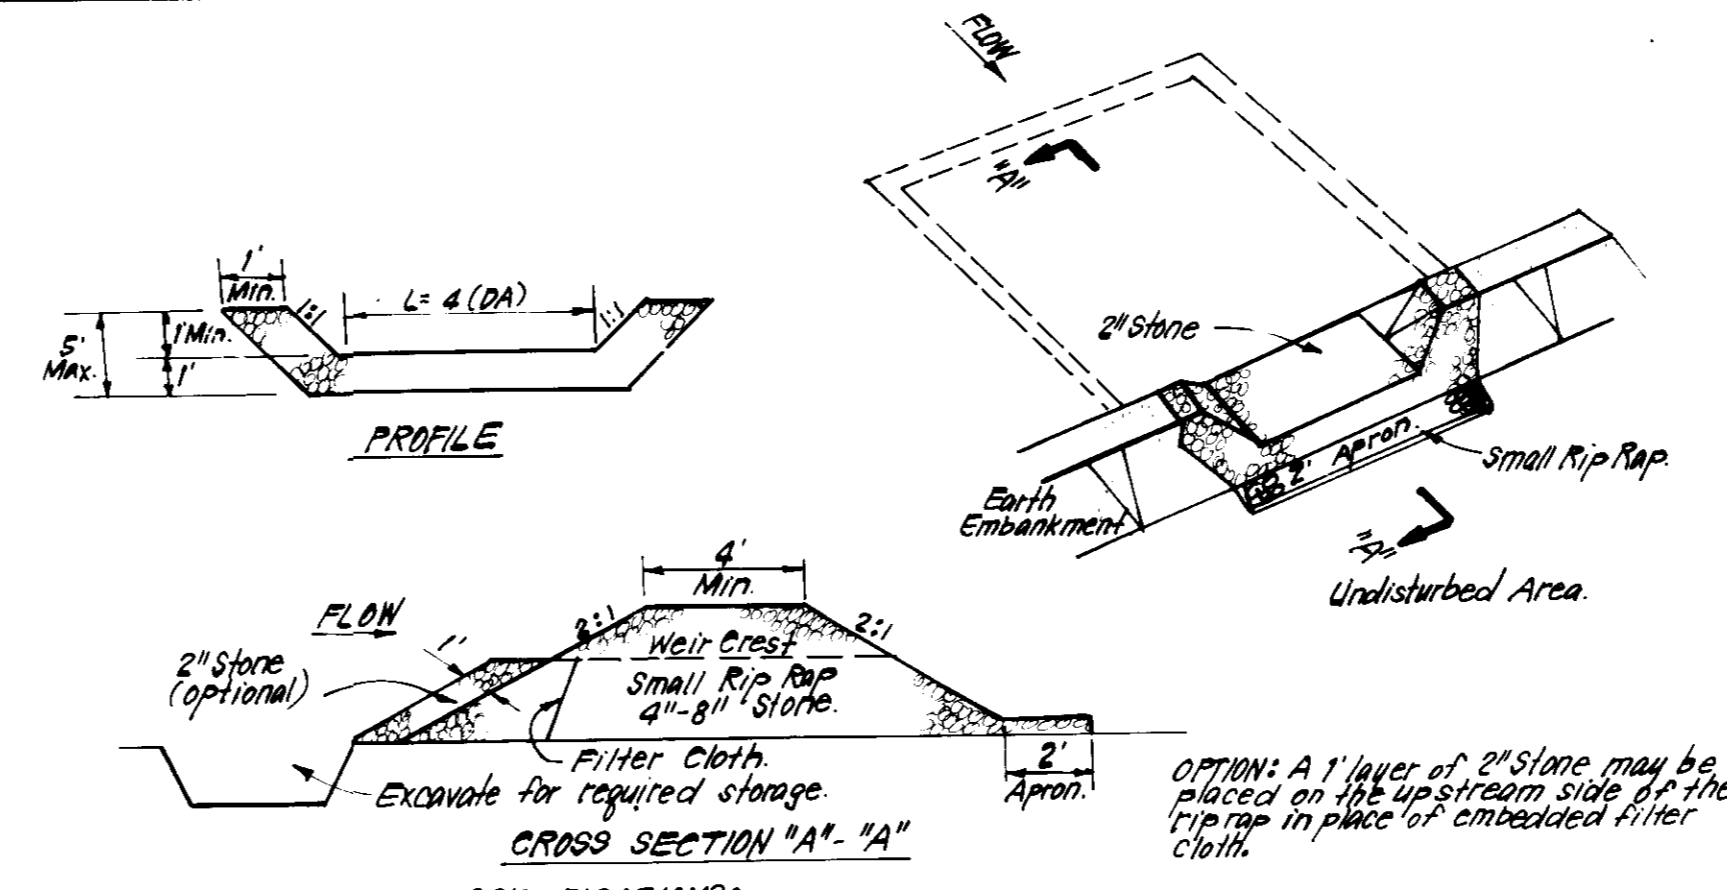 FLOW
"A"
1'
Min.
1:1
L= 4 (DA)
1:1
1' Min.
5'
Max.
1'
PROFILE
2" Stone
2' Apron.
Small Rip Rap.
Earth
Embankment
"A"
Undisturbed Area.
4'
Min.
FLOW
1'
2:1
2:1
2" Stone
(optional)
Weir Crest
Small Rip Rap
4"-8" Stone.
Filter Cloth.
2'
Apron.
Excavate for required storage.
CROSS SECTION "A"- "A"
OPTION: A 1' layer of 2" Stone may be
placed on the upstream side of the
rip rap in place of embedded filter
cloth.